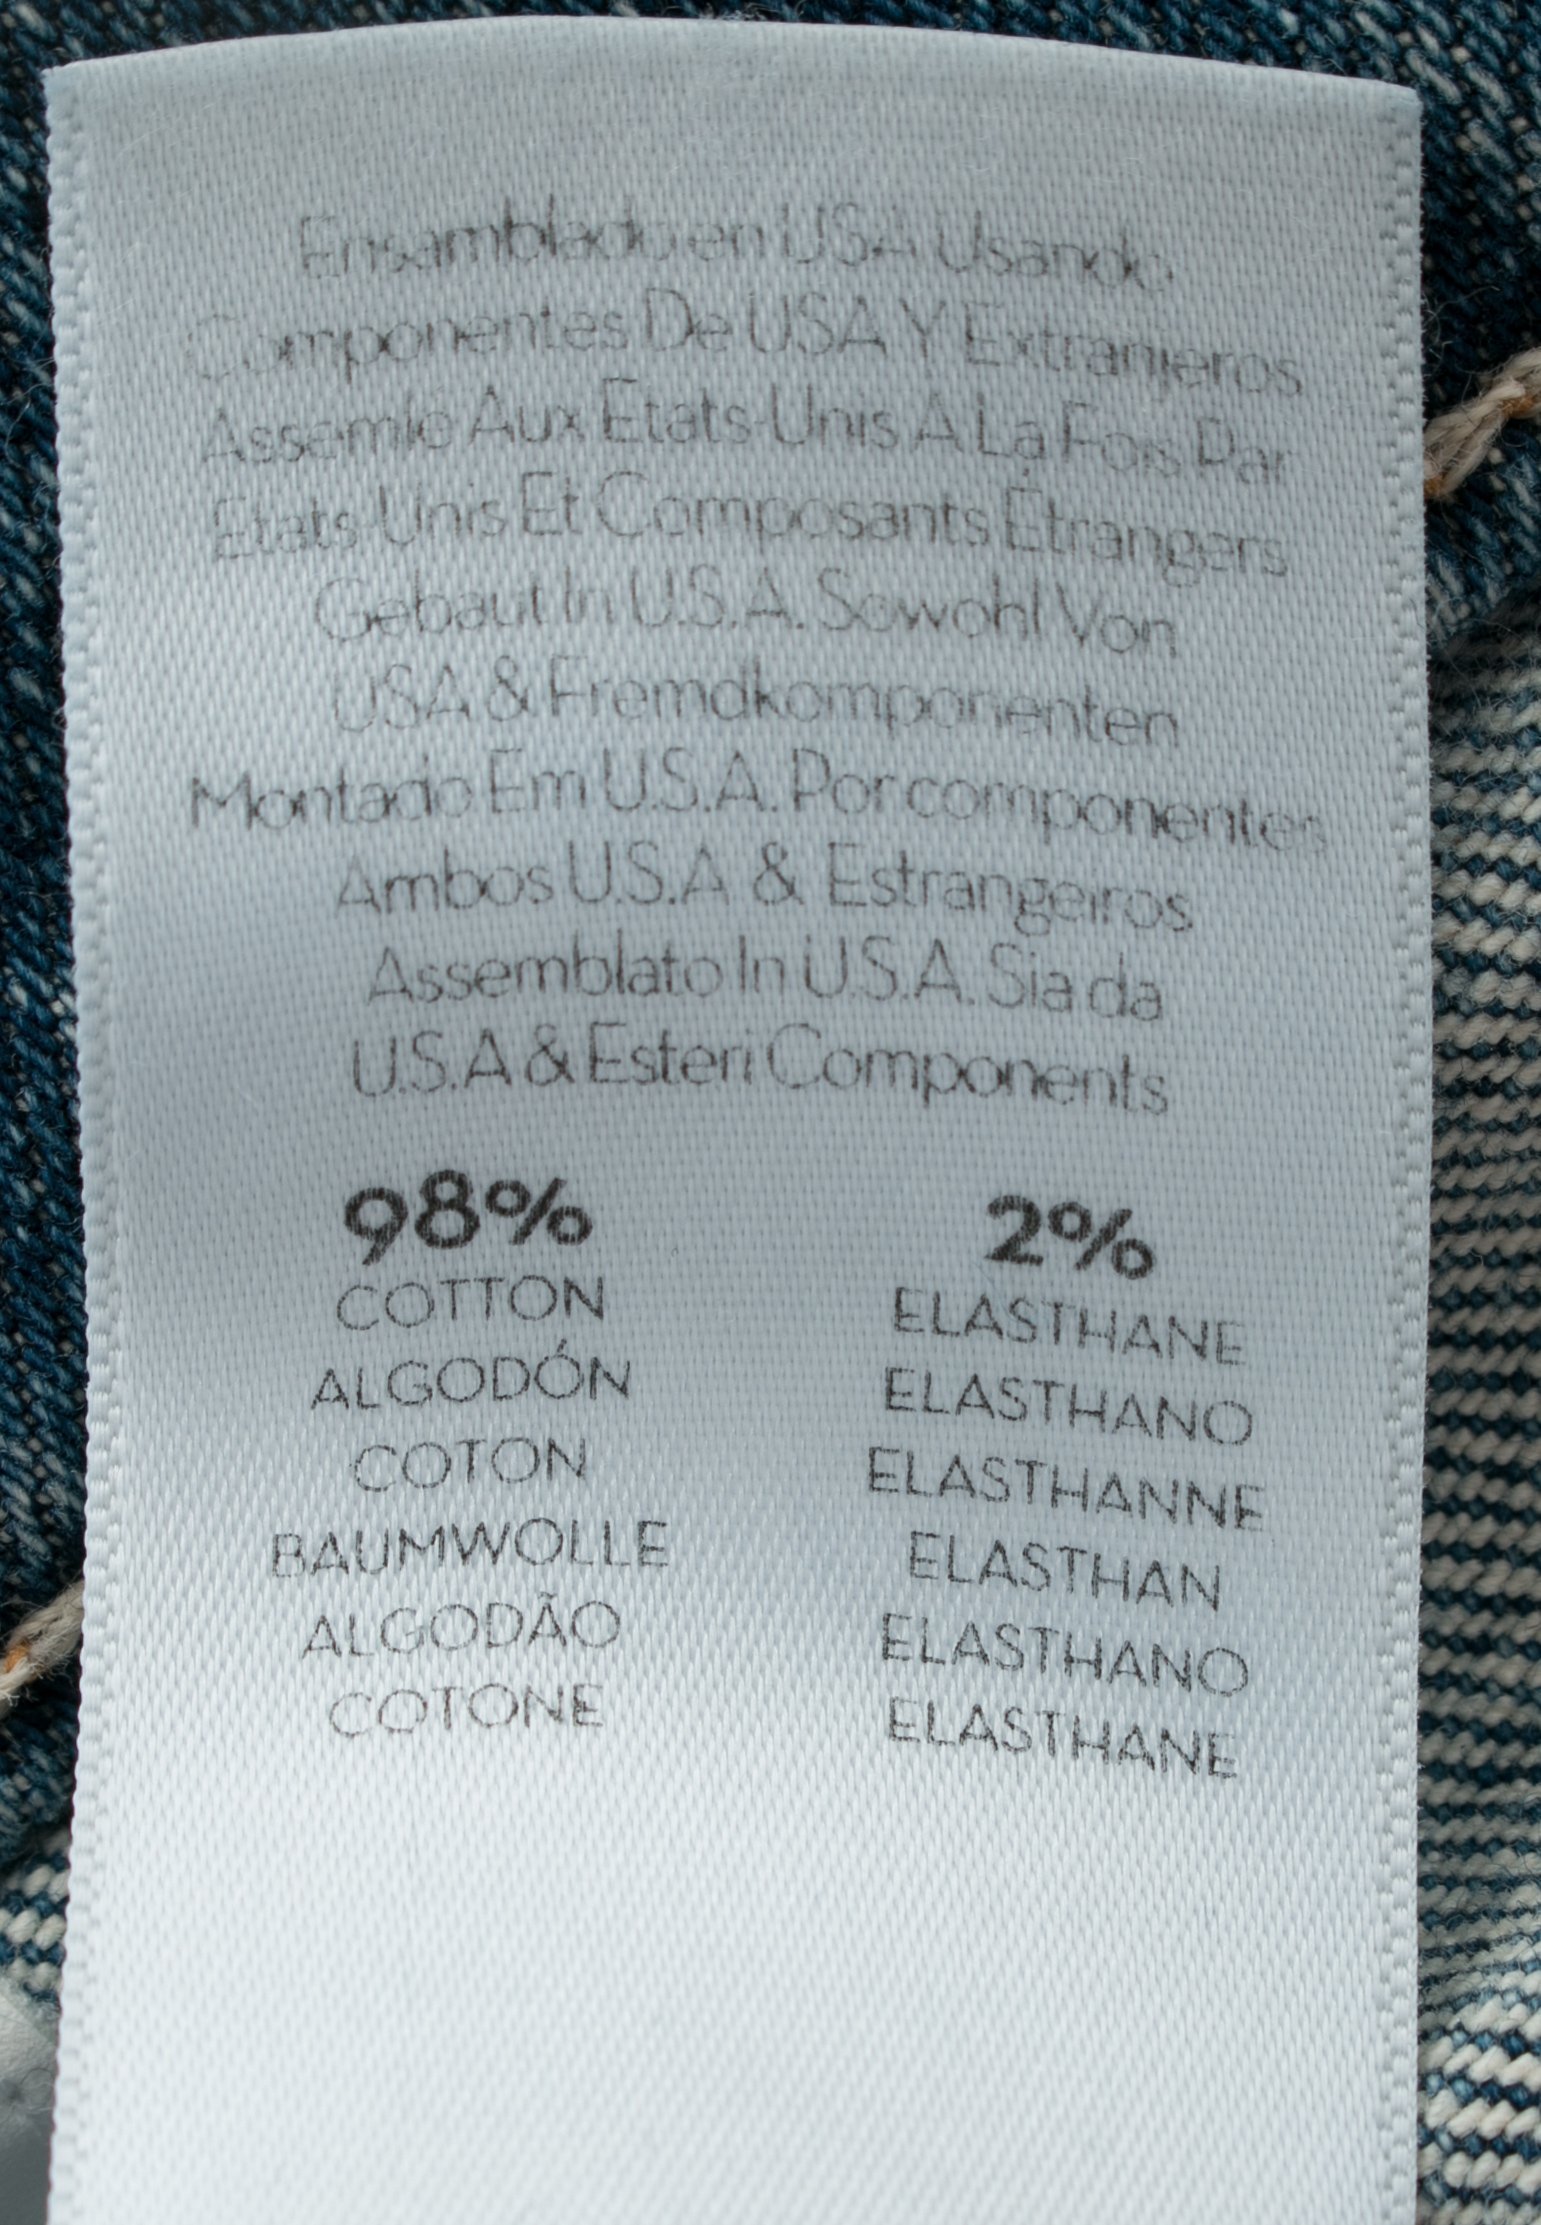 Ensamblado en USA Usando
Componentes De USA Y Extranjeros
Assemlé Aux Etats-Unis A La Fois Par
Etats-Unis Et Composants Étrangers
Gebaut In U.S.A. Sowohl Von
USA & Fremdkomponenten
Montado Em U.S.A. Por componentes
Ambos U.S.A & Estrangeiros
Assemblato In U.S.A. Sia da
U.S.A & Esteri Components
98% 2%
COTTON ELASTHANE
ALGODÓN ELASTHANO
COTON ELASTHANNE
BAUMWOLLE ELASTHAN
ALGODÃO ELASTHANO
COTONE ELASTHANE